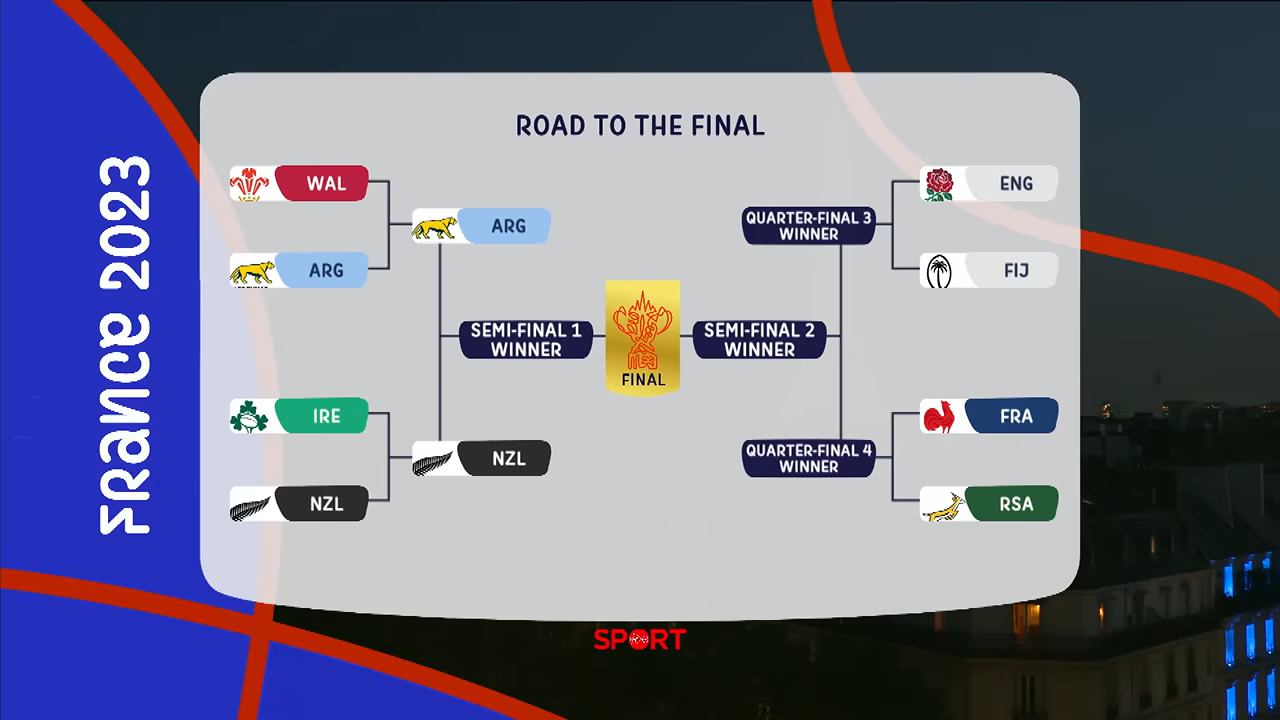 FRANCE 2023
ROAD TO THE FINAL
WAL
ARG
IRE
NZL
ARG
NZL
SEMI-FINAL 1
WINNER
FINAL
SEMI-FINAL 2
WINNER
QUARTER-FINAL 3
WINNER
QUARTER-FINAL 4
WINNER
ENG
FIJ
FRA
RSA
SPORT